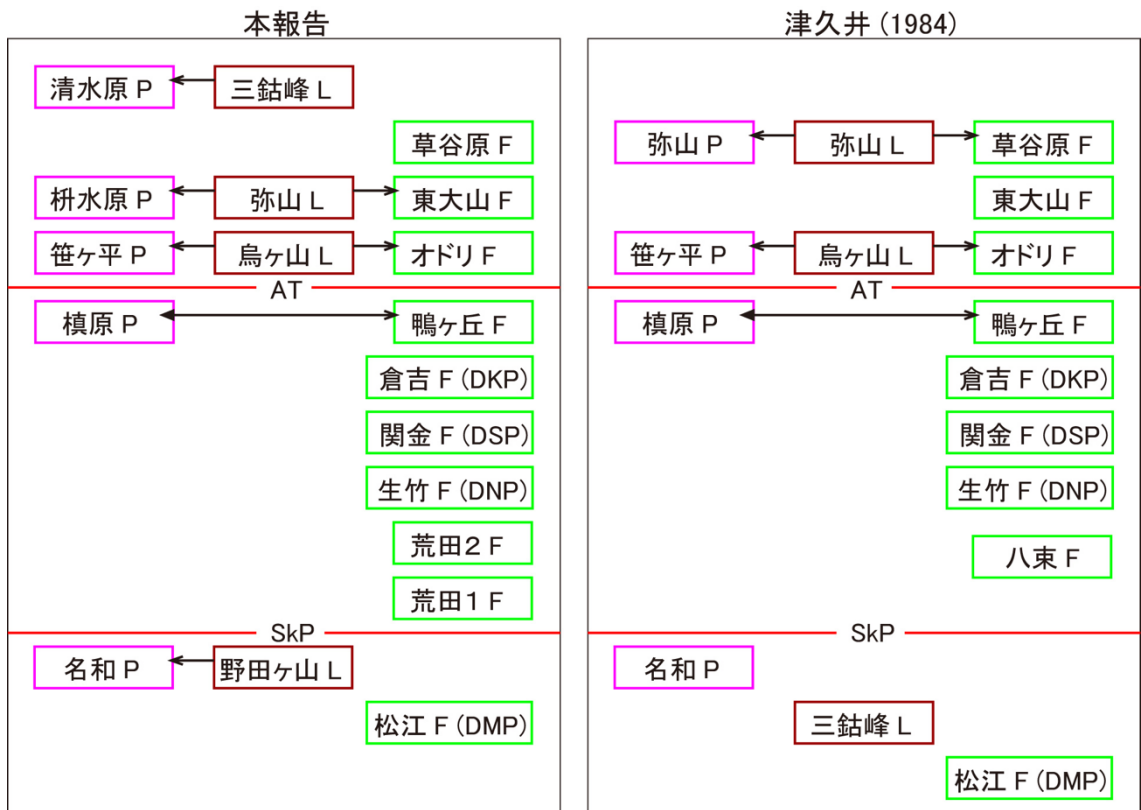 本報告
清水原 P
三鈷峰 L
草谷原 F
枡水原 P
弥山 L
東大山 F
笹ヶ平 P
烏ヶ山 L
オドリ F
AT
槙原 P
鴨ヶ丘 F
倉吉 F (DKP)
関金 F (DSP)
生竹 F (DNP)
荒田2 F
荒田1 F
SkP
名和 P
野田ヶ山 L
松江 F (DMP)
津久井 (1984)
弥山 P
弥山 L
草谷原 F
東大山 F
笹ヶ平 P
烏ヶ山 L
オドリ F
AT
槙原 P
鴨ヶ丘 F
倉吉 F (DKP)
関金 F (DSP)
生竹 F (DNP)
八束 F
SkP
名和 P
三鈷峰 L
松江 F (DMP)